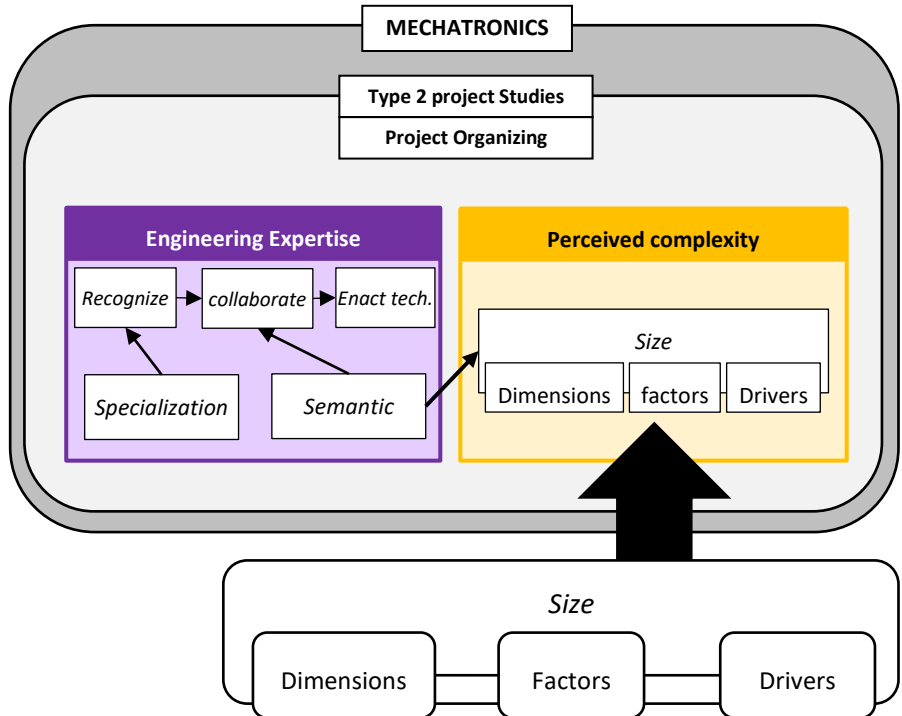 MECHATRONICS
Type 2 project Studies
Project Organizing
Engineering Expertise
Recognize
collaborate
Enact tech.
Specialization
Semantic
Perceived complexity
Size
Dimensions
factors
Drivers
Size
Dimensions
Factors
Drivers